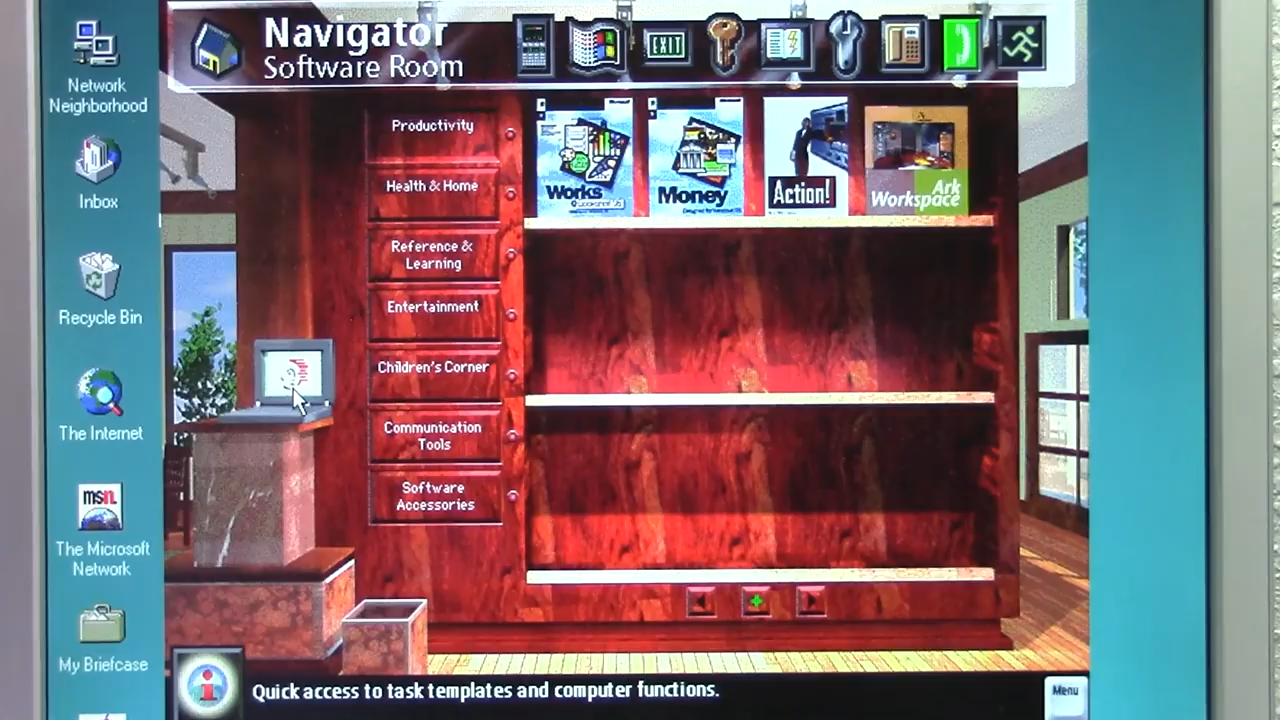 Navigator
Software Room
EXIT
Network
Neighborhood
Inbox
Recycle Bin
The Internet
msn
The Microsoft
Network
My Briefcase
Productivity
Health & Home
Reference &
Learning
Entertainment
Children's Corner
Communication
Tools
Software
Accessories
Works
Money
Action!
Ark
Workspace
Quick access to task templates and computer functions.
Menu